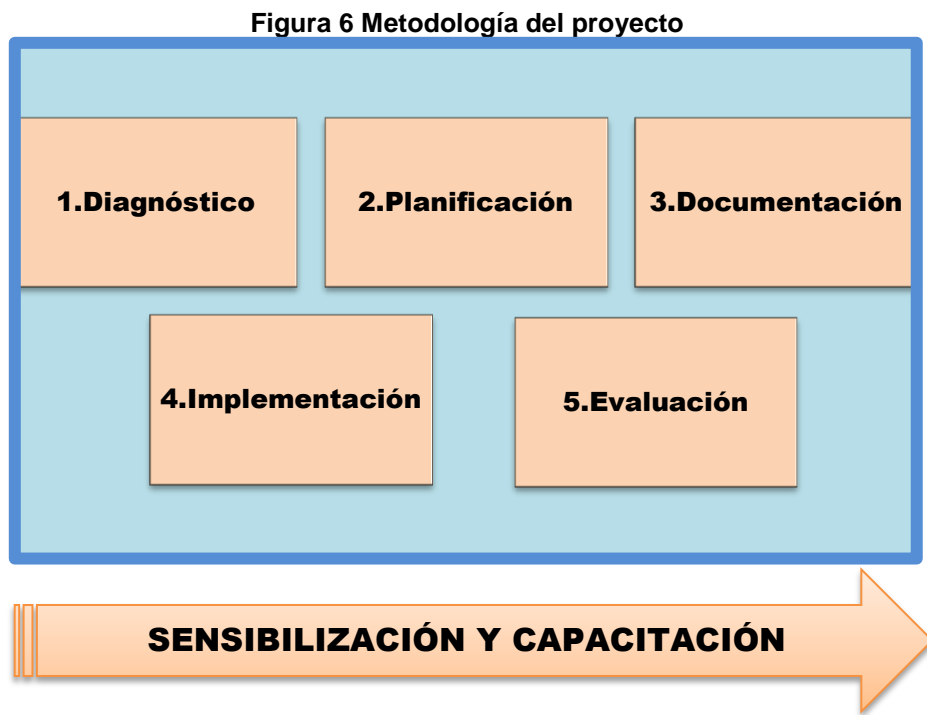 Figura 6 Metodología del proyecto
1.Diagnóstico
2.Planificación
3.Documentación
4.Implementación
5.Evaluación
SENSIBILIZACIÓN Y CAPACITACIÓN